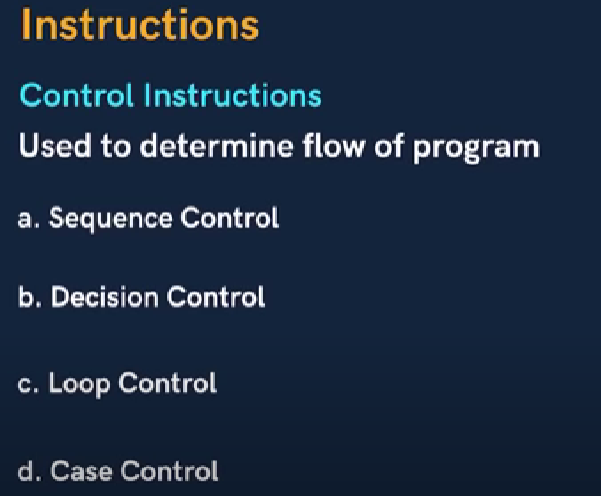 Instructions
Control Instructions
Used to determine flow of program
a. Sequence Control
b. Decision Control
c. Loop Control
d. Case Control